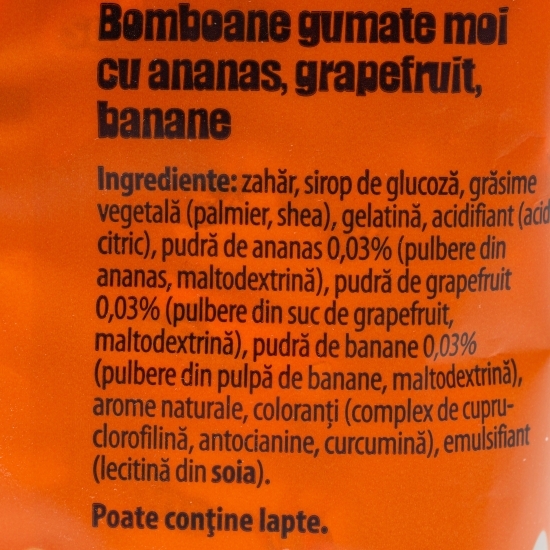 Bomboane gumate moi
cu ananas, grapefruit,
banane
Ingrediente: zahăr, sirop de glucoză, grăsime
vegetală (palmier, shea), gelatină, acidifiant (acid
citric), pudră de ananas 0,03% (pulbere din
ananas, maltodextrină), pudră de grapefruit
0,03% (pulbere din suc de grapefruit,
maltodextrină), pudră de banane 0,03%
(pulbere din pulpă de banane, maltodextrină),
arome naturale, coloranți (complex de cupru-
clorofilină, antocianine, curcumină), emulsifiant
(lecitină din soia).
Poate conține lapte.